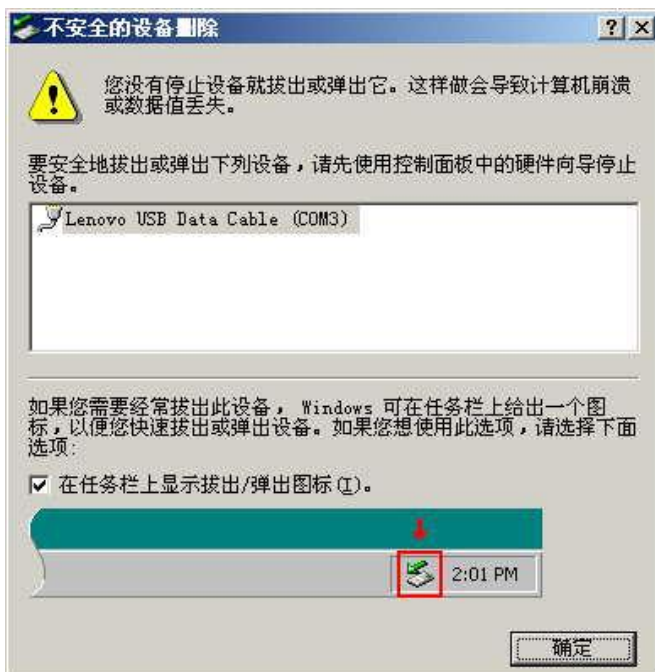 不安全的设备删除
您没有停止设备就拔出或弹出它。这样做会导致计算机崩溃
或数据值丢失。
要安全地拔出或弹出下列设备，请先使用控制面板中的硬件向导停止
设备。
Lenovo USB Data Cable (COM3)
如果您需要经常拔出此设备， Windows 可在任务栏上给出一个图
标，以便您快速拔出或弹出设备。如果您想使用此选项，请选择下面
选项:
在任务栏上显示拔出/弹出图标(I)。
2:01 PM
确定